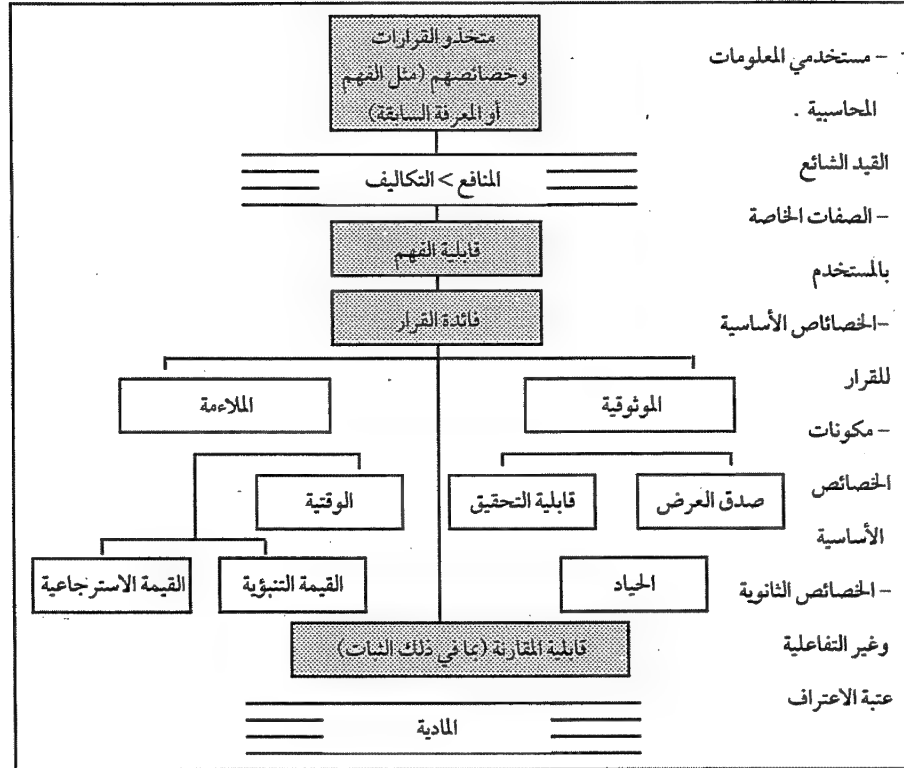 متخذو القرارات
وخصائصهم (مثل الفهم
أو المعرفة السابقة)
– مستخدمي المعلومات
المحاسبية .
القيد الشائع
المنافع > التكاليف
– الصفات الخاصة
بالمستخدم
قابلية الفهم
–الخصائص الأساسية
للقرار
فائدة القرار
– مكونات
الخصائص
الأساسية
الموثوقية
الملاءمة
صدق العرض
قابلية التحقيق
الوقتية
– الخصائص الثانوية
وغير التفاعلية
الحياد
القيمة التنبؤية
القيمة الاسترجاعية
قابلية المقارنة (بما في ذلك الثبات)
عتبة الاعتراف
المادية